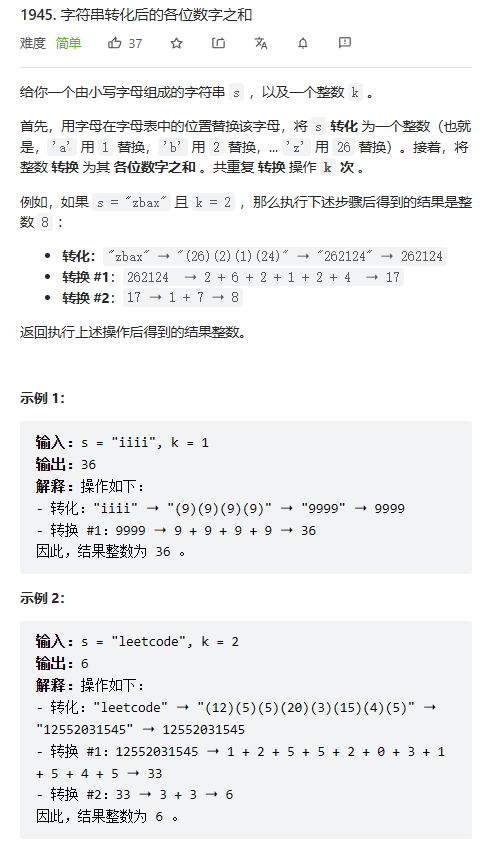 1945. 字符串转化后的各位数字之和
难度 简单 37
给你一个由小写字母组成的字符串 s ，以及一个整数 k 。
首先，用字母在字母表中的位置替换该字母，将 s 转化 为一个整数（也就
是，'a' 用 1 替换，'b' 用 2 替换，... 'z' 用 26 替换）。接着，将
整数 转换 为其 各位数字之和 。共重复 转换 操作 k 次 。
例如，如果 s = "zbax" 且 k = 2 ，那么执行下述步骤后得到的结果是整
数 8 ：
• 转化："zbax" → "(26)(2)(1)(24)" → "262124" → 262124
• 转换 #1：262124 → 2 + 6 + 2 + 1 + 2 + 4 → 17
• 转换 #2：17 → 1 + 7 → 8
返回执行上述操作后得到的结果整数。
示例 1：
输入：s = "iiii", k = 1
输出：36
解释：操作如下：
- 转化："iiii" → "(9)(9)(9)(9)" → "9999" → 9999
- 转换 #1：9999 → 9 + 9 + 9 + 9 → 36
因此，结果整数为 36 。
示例 2：
输入：s = "leetcode", k = 2
输出：6
解释：操作如下：
- 转化："leetcode" → "(12)(5)(5)(20)(3)(15)(4)(5)" →
"12552031545" → 12552031545
- 转换 #1：12552031545 → 1 + 2 + 5 + 5 + 2 + 0 + 3 + 1
+ 5 + 4 + 5 → 33
- 转换 #2：33 → 3 + 3 → 6
因此，结果整数为 6 。